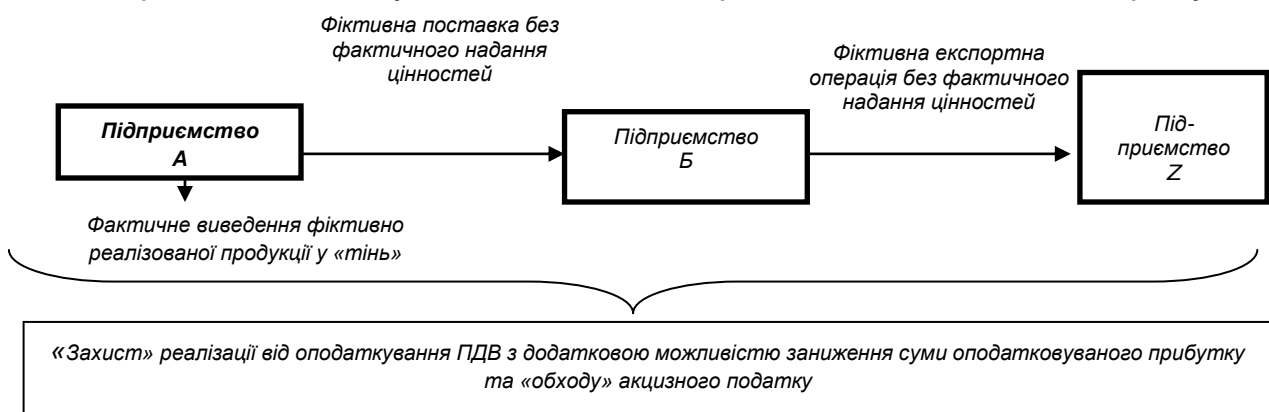 Фіктивна поставка без
фактичного надання
цінностей
Фіктивна експортна
операція без фактичного
надання цінностей
Підприємство
А
Підприємство
Б
Під-
приємство
Z
Фактичне виведення фіктивно
реалізованої продукції у «тінь»
«Захист» реалізації від оподаткування ПДВ з додатковою можливістю заниження суми оподатковуваного прибутку
та «обходу» акцизного податку